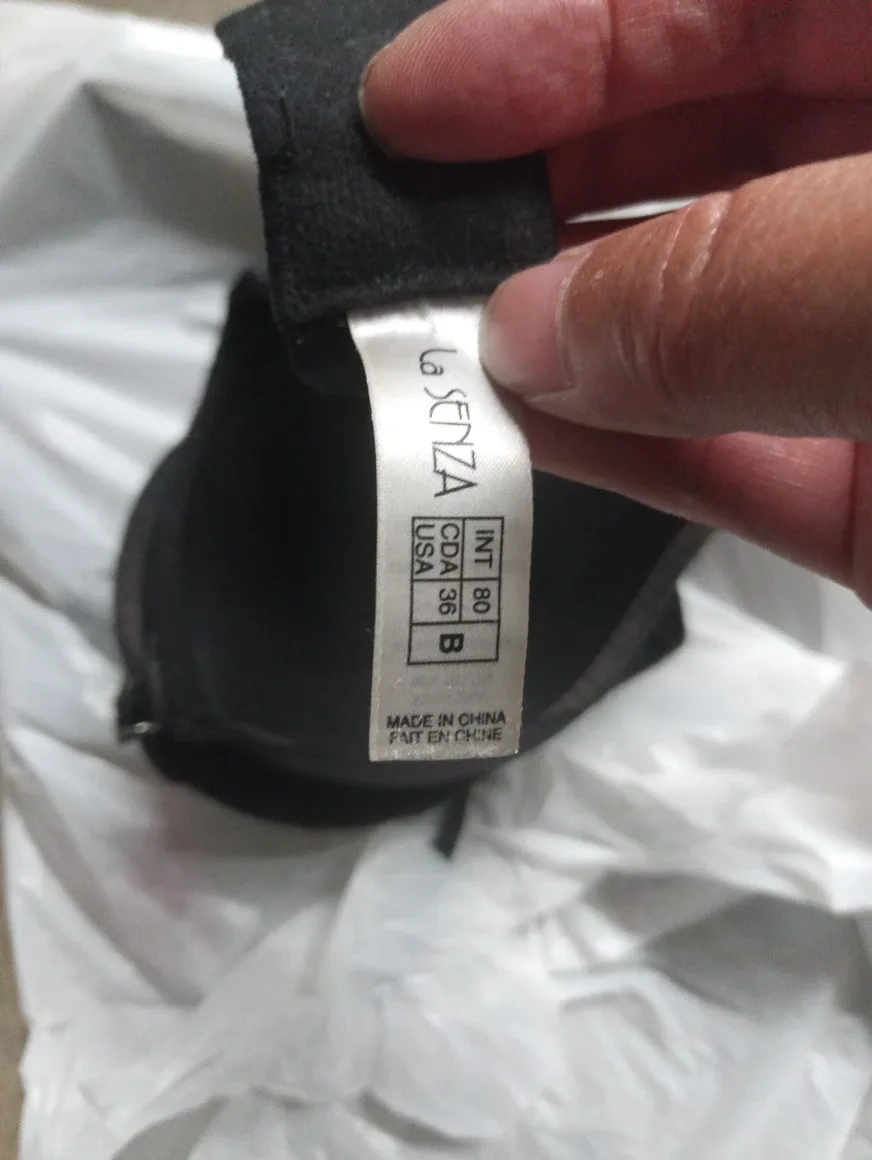 La SENZA
INT 80 B
CDA 36
USA
MADE IN CHINA
FAIT EN CHINE